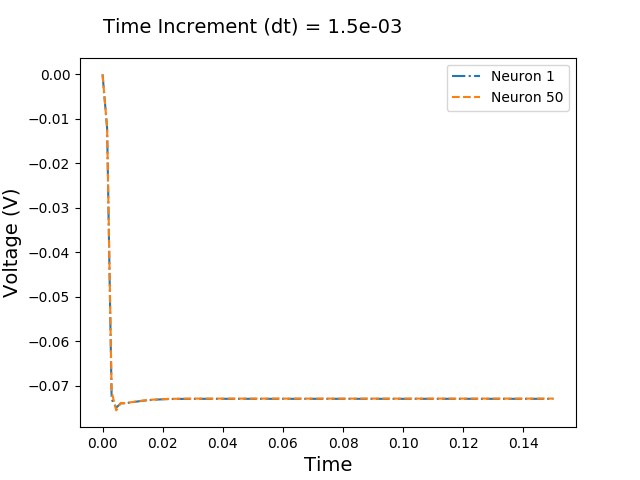 Time Increment (dt) = 1.5e-03
Neuron 1
Neuron 50
0.00
−0.01
−0.02
−0.03
−0.04
−0.05
−0.06
−0.07
Voltage (V)
0.00 0.02 0.04 0.06 0.08 0.10 0.12 0.14
Time